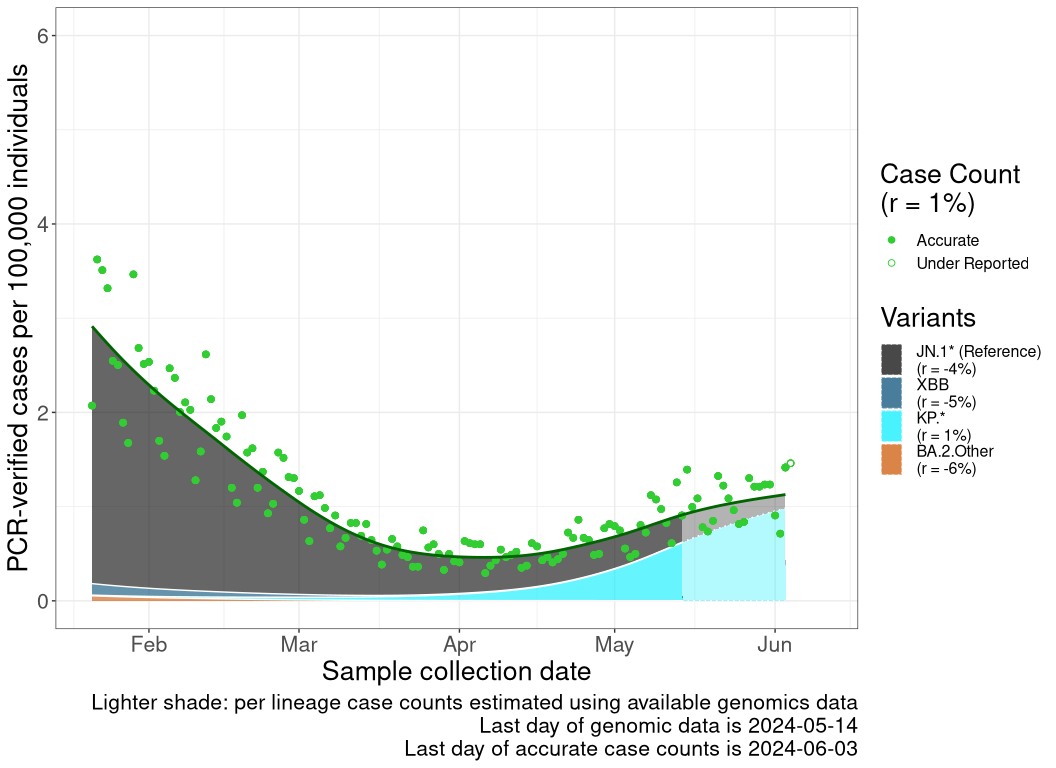 PCR-verified cases per 100,000 individuals
6
4
2
0
Feb
Mar
Apr
May
Jun
Sample collection date
Lighter shade: per lineage case counts estimated using available genomics data
Last day of genomic data is 2024-05-14
Last day of accurate case counts is 2024-06-03
Case Count
(r = 1%)
Accurate
Under Reported
Variants
JN.1* (Reference)
(r = -4%)
XBB
(r = -5%)
KP.*
(r = 1%)
BA.2.Other
(r = -6%)